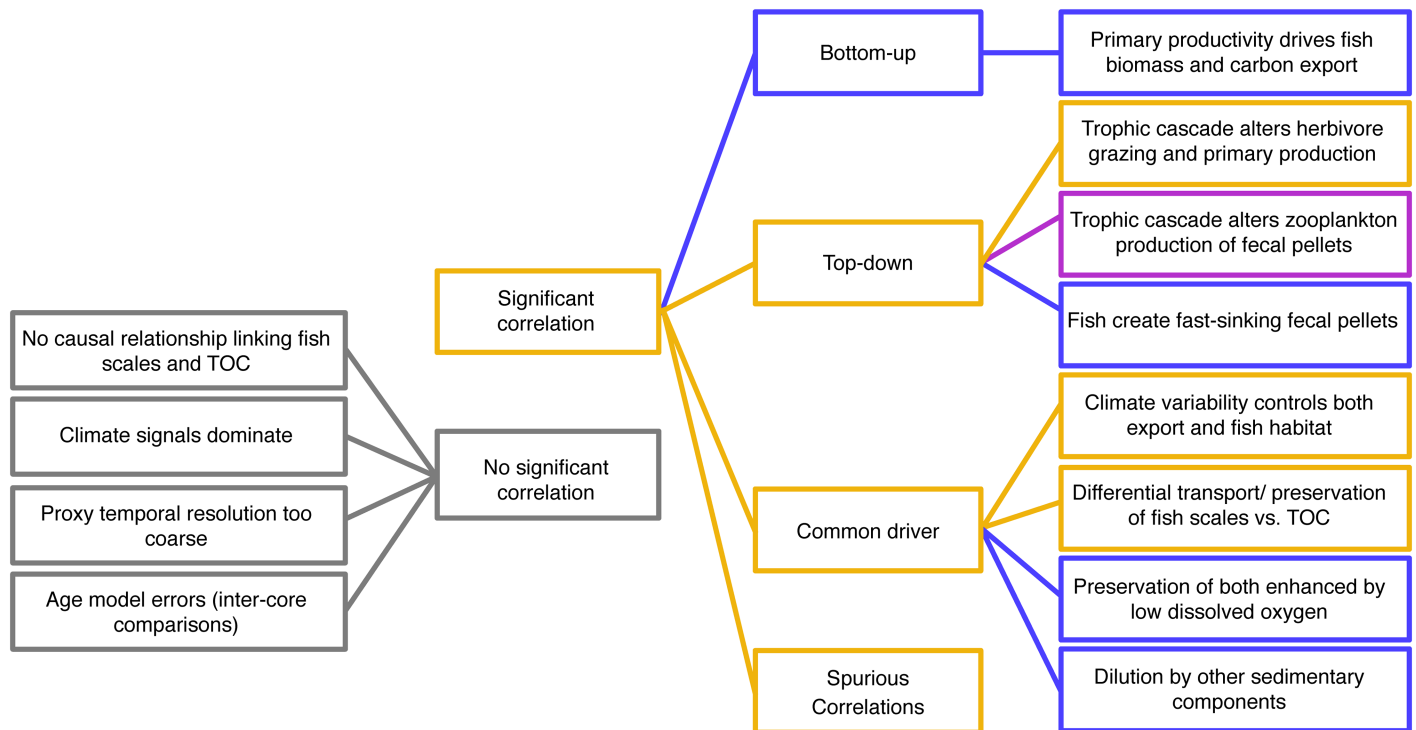 No causal relationship linking fish
scales and TOC
Climate signals dominate
Proxy temporal resolution too
coarse
Age model errors (inter-core
comparisons)
Significant
correlation
No significant
correlation
Bottom-up
Top-down
Common driver
Spurious
Correlations
Primary productivity drives fish
biomass and carbon export
Trophic cascade alters herbivore
grazing and primary production
Trophic cascade alters zooplankton
production of fecal pellets
Fish create fast-sinking fecal pellets
Climate variability controls both
export and fish habitat
Differential transport/ preservation
of fish scales vs. TOC
Preservation of both enhanced by
low dissolved oxygen
Dilution by other sedimentary
components